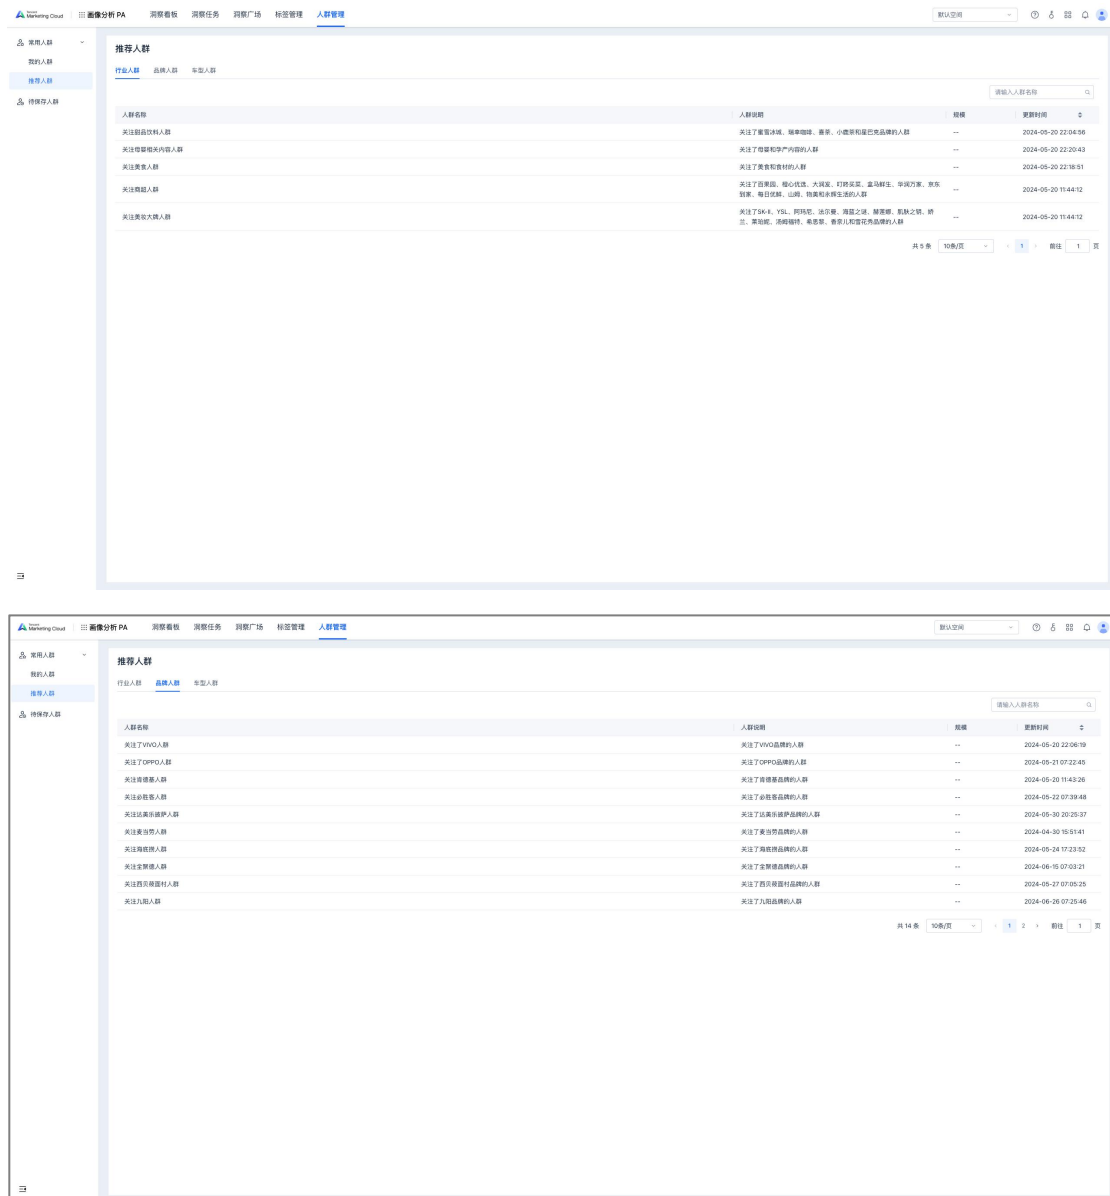 Tencent
Marketing Cloud
画像分析 PA
洞察看板 洞察任务 洞察广场 标签管理 人群管理
默认空间
常用人群
我的人群
推荐人群
待保存人群
推荐人群
行业人群 品牌人群 车型人群
请输入人群名称
人群名称 人群说明 规模 更新时间
关注甜品饮料人群 关注了蜜雪冰城、瑞幸咖啡、喜茶、小鹿茶和星巴克品牌的人群 -- 2024-05-20 22:04:56
关注母婴相关内容人群 关注了母婴和孕产内容的人群 -- 2024-05-20 22:20:43
关注美食人群 关注了美食和食材的人群 -- 2024-05-20 22:18:51
关注商超人群 关注了百果园、橙心优选、大润发、叮咚买菜、盒马鲜生、华润万家、京东
到家、每日优鲜、山姆、物美和永辉生活的人群 -- 2024-05-20 11:44:12
关注美妆大牌人群 关注了SK-II、YSL、阿玛尼、法尔曼、海蓝之谜、赫莲娜、肌肤之钥、娇
兰、莱珀妮、汤姆福特、希思黎、香奈儿和雪花秀品牌的人群 -- 2024-05-20 11:44:12
共 5 条 10条/页 1 前往 1 页
Marketing Cloud
画像分析 PA
洞察看板 洞察任务 洞察广场 标签管理 人群管理
默认空间
常用人群
我的人群
推荐人群
待保存人群
推荐人群
行业人群 品牌人群 车型人群
请输入人群名称
人群名称 人群说明 规模 更新时间
关注了VIVO人群 关注了VIVO品牌的人群 -- 2024-05-20 22:06:19
关注了OPPO人群 关注了OPPO品牌的人群 -- 2024-05-21 07:22:45
关注肯德基人群 关注了肯德基品牌的人群 -- 2024-05-20 11:43:26
关注必胜客人群 关注了必胜客品牌的人群 -- 2024-05-22 07:39:48
关注达美乐披萨人群 关注了达美乐披萨品牌的人群 -- 2024-05-30 20:25:37
关注麦当劳人群 关注了麦当劳品牌的人群 -- 2024-04-30 15:51:41
关注海底捞人群 关注了海底捞品牌的人群 -- 2024-05-24 17:23:52
关注全聚德人群 关注了全聚德品牌的人群 -- 2024-06-15 07:03:21
关注西贝莜面村人群 关注了西贝莜面村品牌的人群 -- 2024-05-27 07:05:25
关注九阳人群 关注了九阳品牌的人群 -- 2024-06-26 07:25:46
共 14 条 10条/页 1 2 前往 1 页